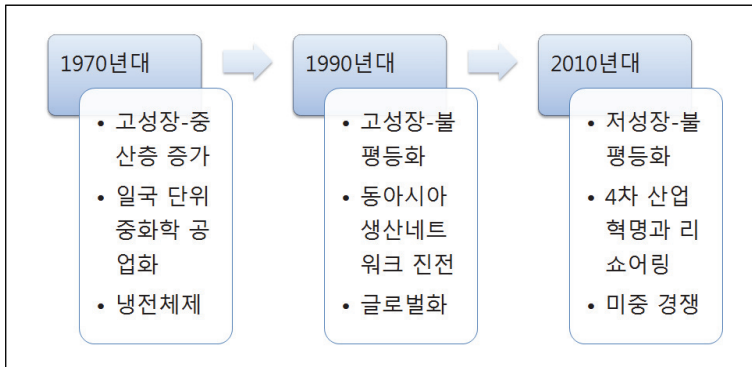 1970년대
• 고성장-중
산층 증가
• 일국 단위
중화학 공
업화
• 냉전체제
1990년대
• 고성장-불
평등화
• 동아시아
생산네트
워크 진전
• 글로벌화
2010년대
• 저성장-불
평등화
• 4차 산업
혁명과 리
쇼어링
• 미중 경쟁